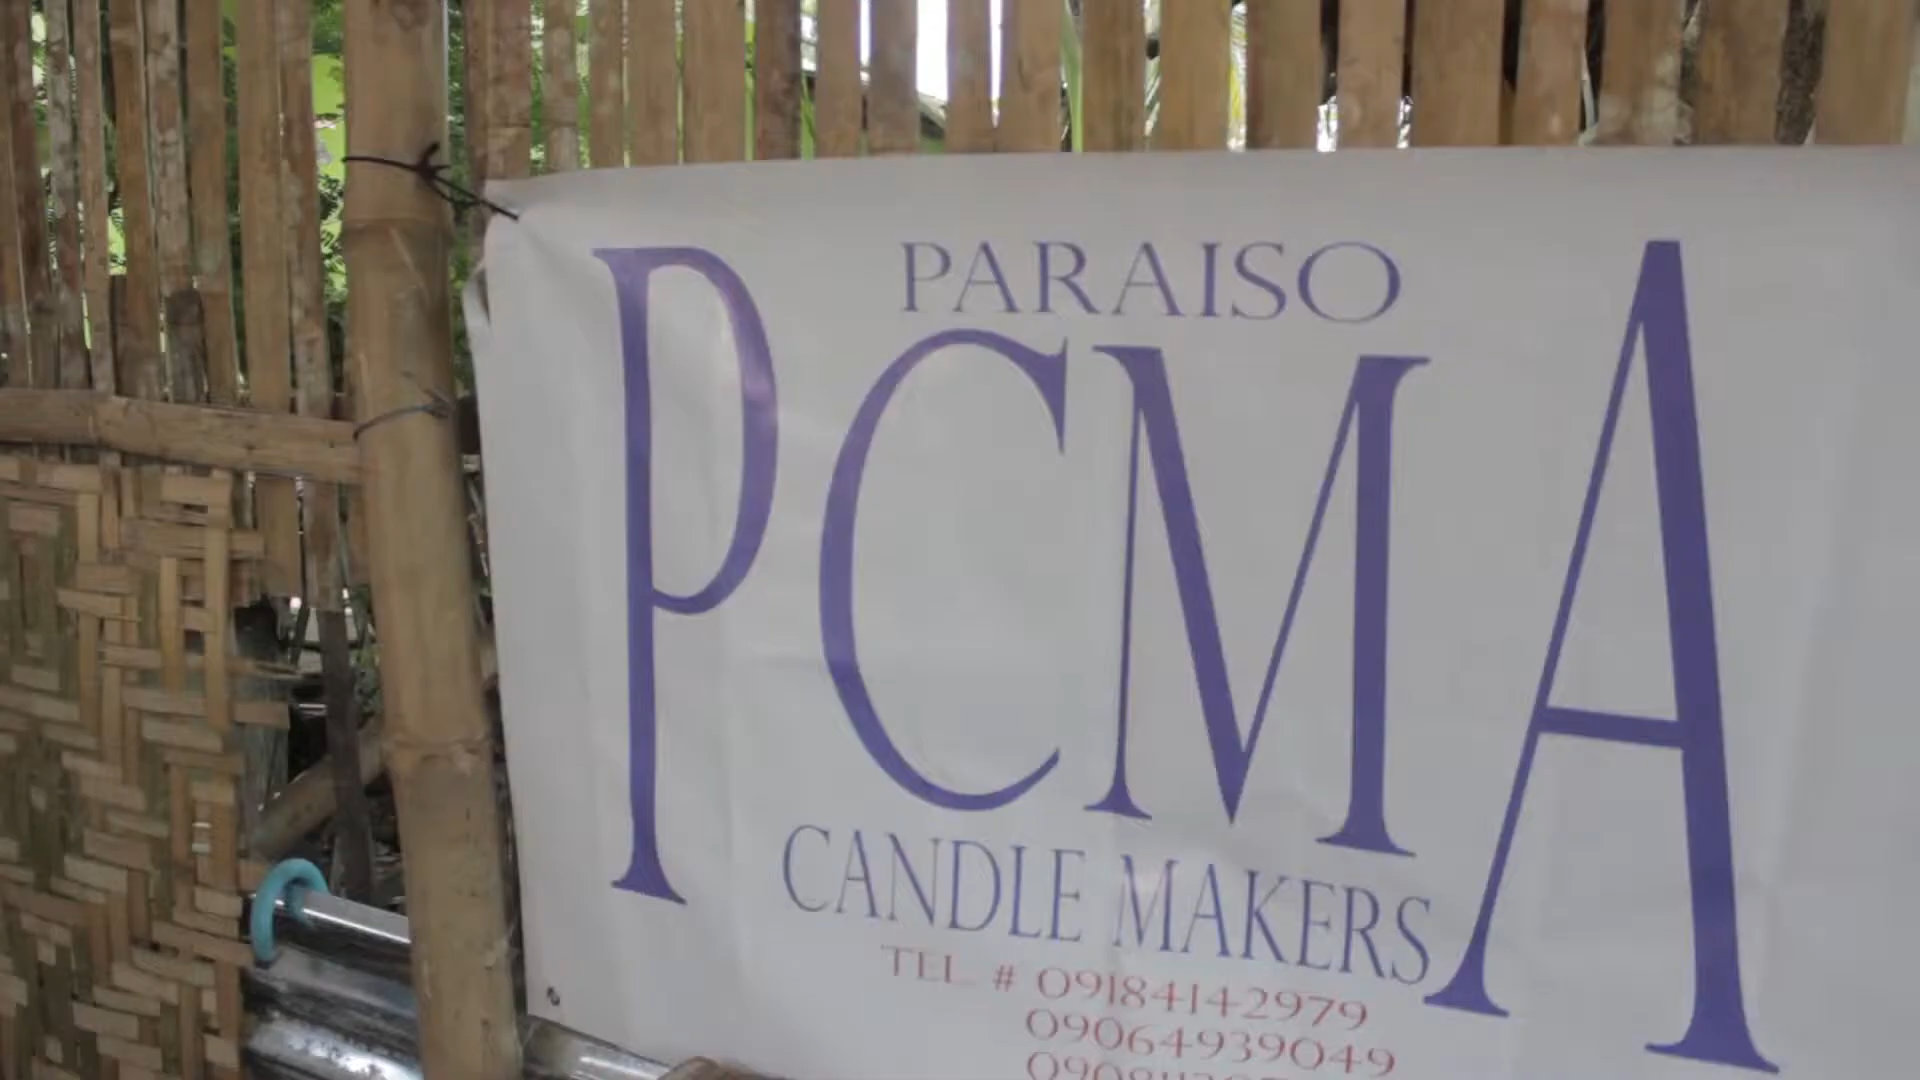 PARAISO
PCMA
CANDLE MAKERS
TEL. # 09184142979
09064939049